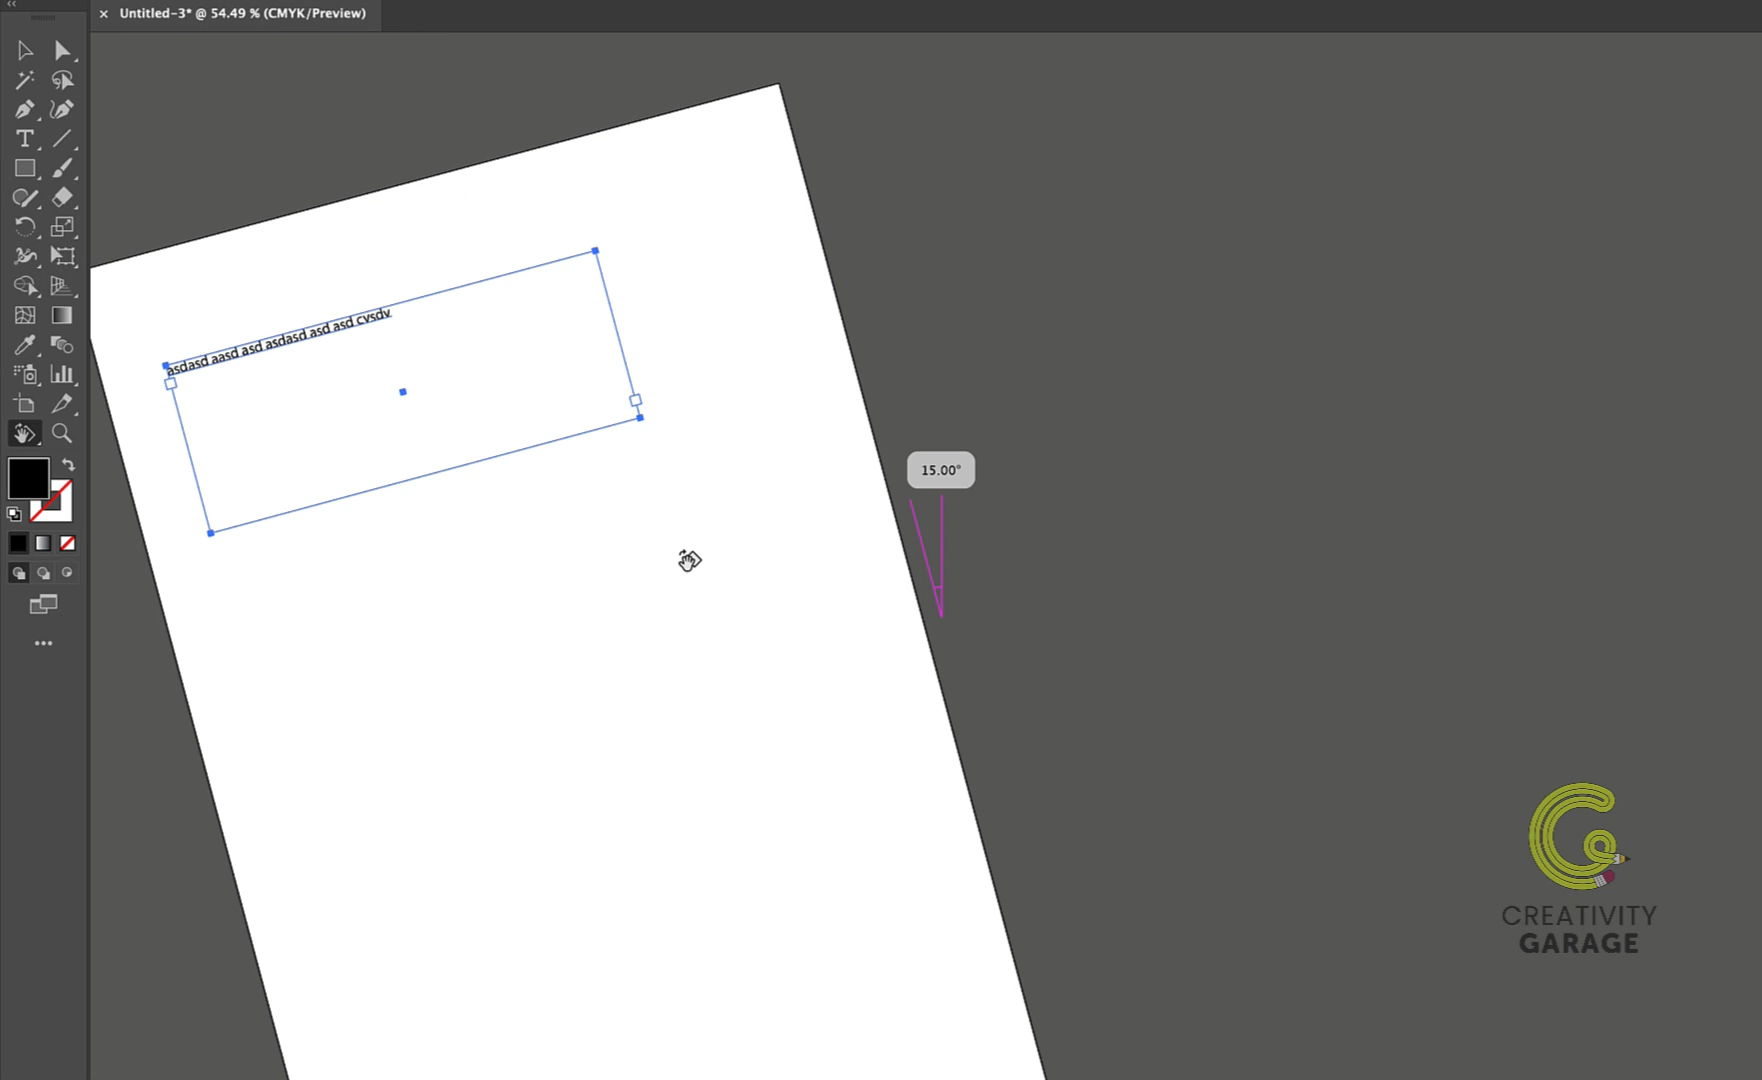 Untitled-3* @ 54.49 % (CMYK/Preview)
asdasd aasd asd asdasd asd asd cvsdv
15.00°
CREATIVITY
GARAGE